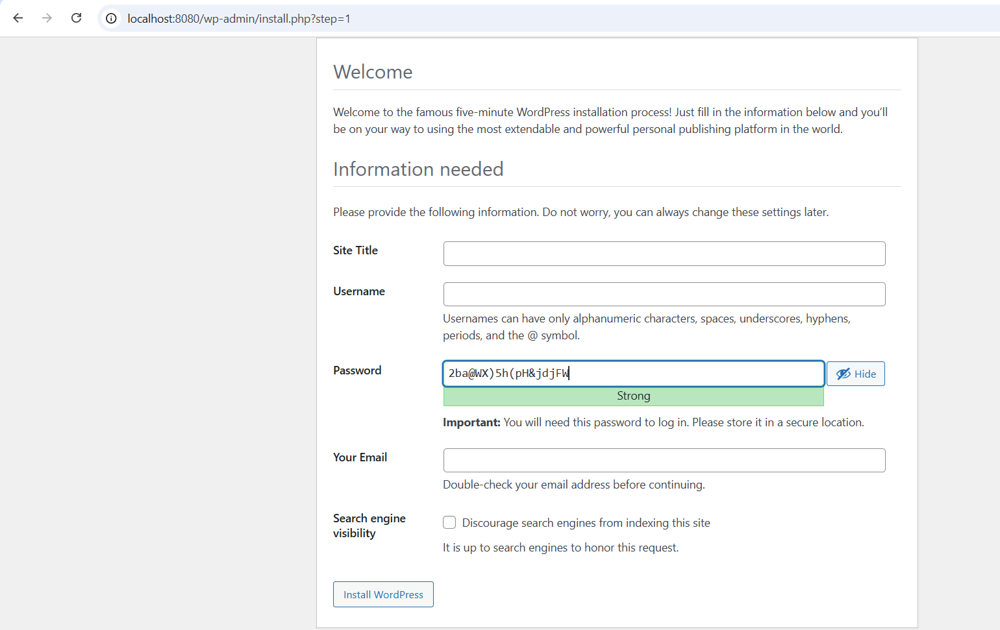 localhost:8080/wp-admin/install.php?step=1
Welcome
Welcome to the famous five-minute WordPress installation process! Just fill in the information below and you’ll
be on your way to using the most extendable and powerful personal publishing platform in the world.
Information needed
Please provide the following information. Do not worry, you can always change these settings later.
Site Title
Username
Usernames can have only alphanumeric characters, spaces, underscores, hyphens,
periods, and the @ symbol.
Password
2ba@WX)5h(pH&jdjFW
Hide
Strong
Important: You will need this password to log in. Please store it in a secure location.
Your Email
Double-check your email address before continuing.
Search engine
visibility
Discourage search engines from indexing this site
It is up to search engines to honor this request.
Install WordPress